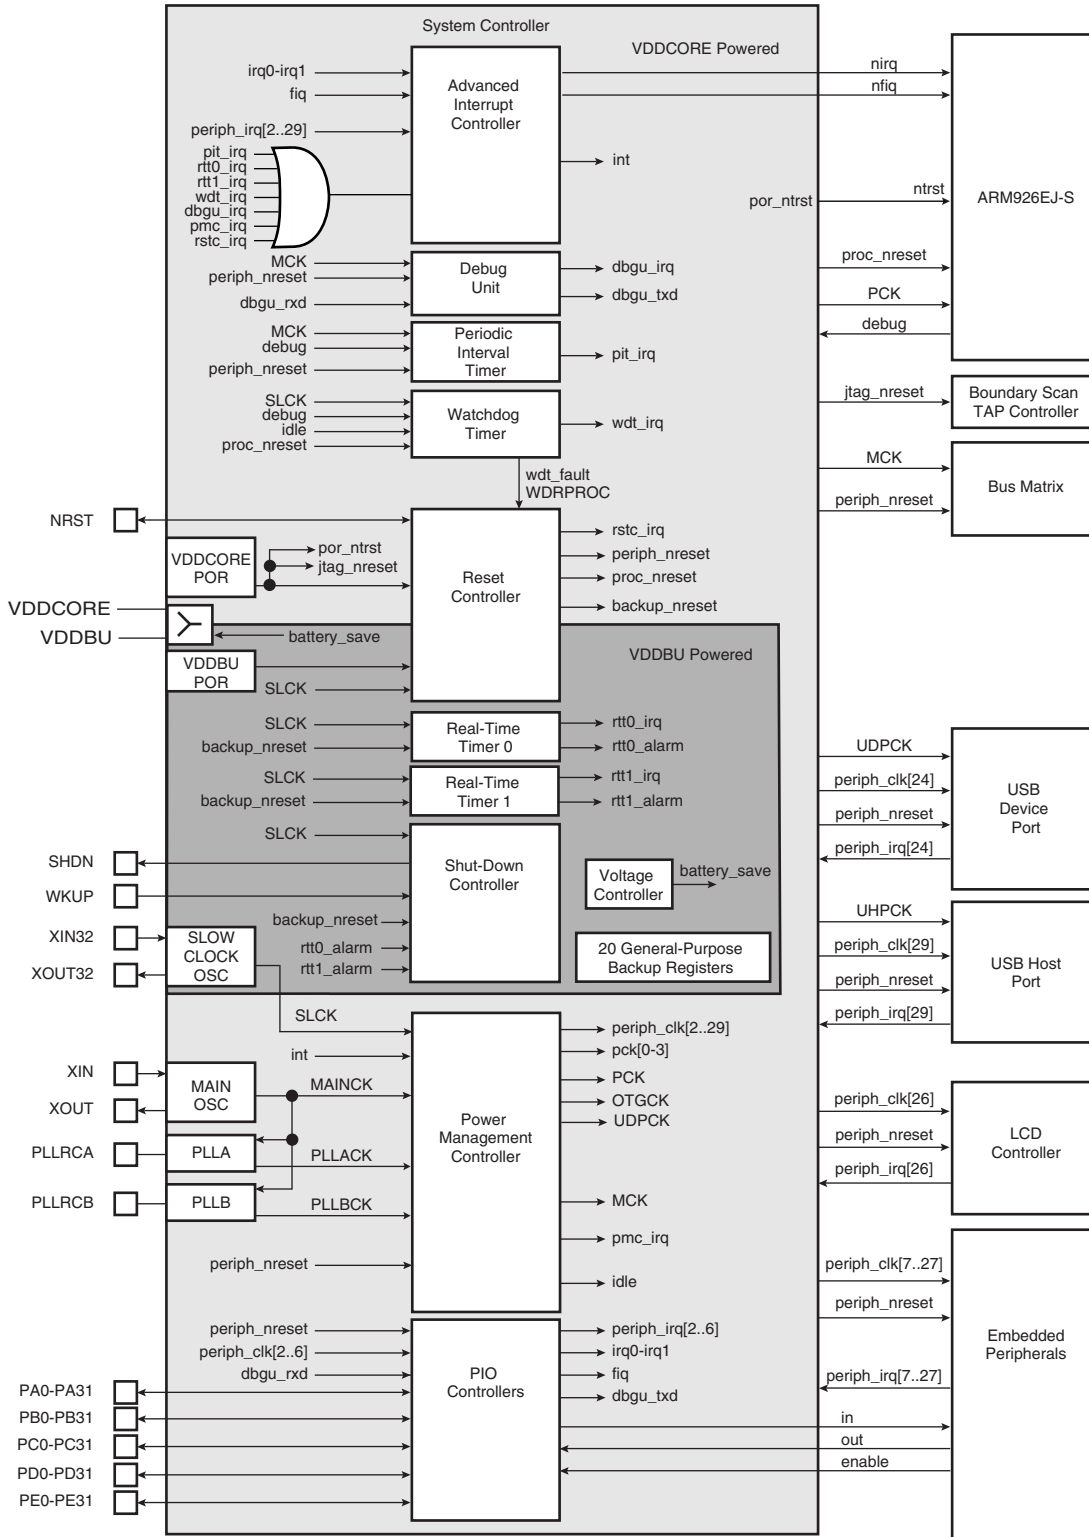 System Controller
VDDCORE Powered
irq0-irq1
fiq
periph_irq[2..29]
pit_irq
rtt0_irq
rtt1_irq
wdt_irq
dbgu_irq
pmc_irq
rstc_irq
Advanced
Interrupt
Controller
int
nirq
nfiq
por_ntrst
ntrst
ARM926EJ-S
proc_nreset
PCK
debug
MCK
periph_nreset
dbgu_rxd
Debug
Unit
dbgu_irq
dbgu_txd
MCK
debug
periph_nreset
Periodic
Interval
Timer
pit_irq
SLCK
debug
idle
proc_nreset
Watchdog
Timer
wdt_irq
jtag_nreset
Boundary Scan
TAP Controller
MCK
periph_nreset
Bus Matrix
wdt_fault
WDRPROC
NRST
VDDCORE
POR
por_ntrst
jtag_nreset
Reset
Controller
rstc_irq
periph_nreset
proc_nreset
backup_nreset
VDDCORE
VDDBU
battery_save
VDDBU Powered
VDDBU
POR
SLCK
SLCK
backup_nreset
Real-Time
Timer 0
rtt0_irq
rtt0_alarm
SLCK
backup_nreset
Real-Time
Timer 1
rtt1_irq
rtt1_alarm
SLCK
SHDN
WKUP
backup_nreset
rtt0_alarm
rtt1_alarm
Shut-Down
Controller
Voltage
Controller
battery_save
20 General-Purpose
Backup Registers
XIN32
XOUT32
SLOW
CLOCK
OSC
SLCK
int
XIN
XOUT
MAIN
OSC
MAINCK
PLLRCA
PLLA
PLLACK
PLLRCB
PLLB
PLLBCK
periph_nreset
Power
Management
Controller
periph_clk[2..29]
pck[0-3]
PCK
OTGCK
UDPCK
MCK
pmc_irq
idle
UDPCK
periph_clk[24]
periph_nreset
periph_irq[24]
USB
Device
Port
UHPCK
periph_clk[29]
periph_nreset
periph_irq[29]
USB Host
Port
periph_clk[26]
periph_nreset
periph_irq[26]
LCD
Controller
periph_clk[7..27]
periph_nreset
periph_irq[7..27]
in
out
enable
Embedded
Peripherals
periph_nreset
periph_clk[2..6]
dbgu_rxd
PA0-PA31
PB0-PB31
PC0-PC31
PD0-PD31
PE0-PE31
PIO
Controllers
periph_irq[2..6]
irq0-irq1
fiq
dbgu_txd